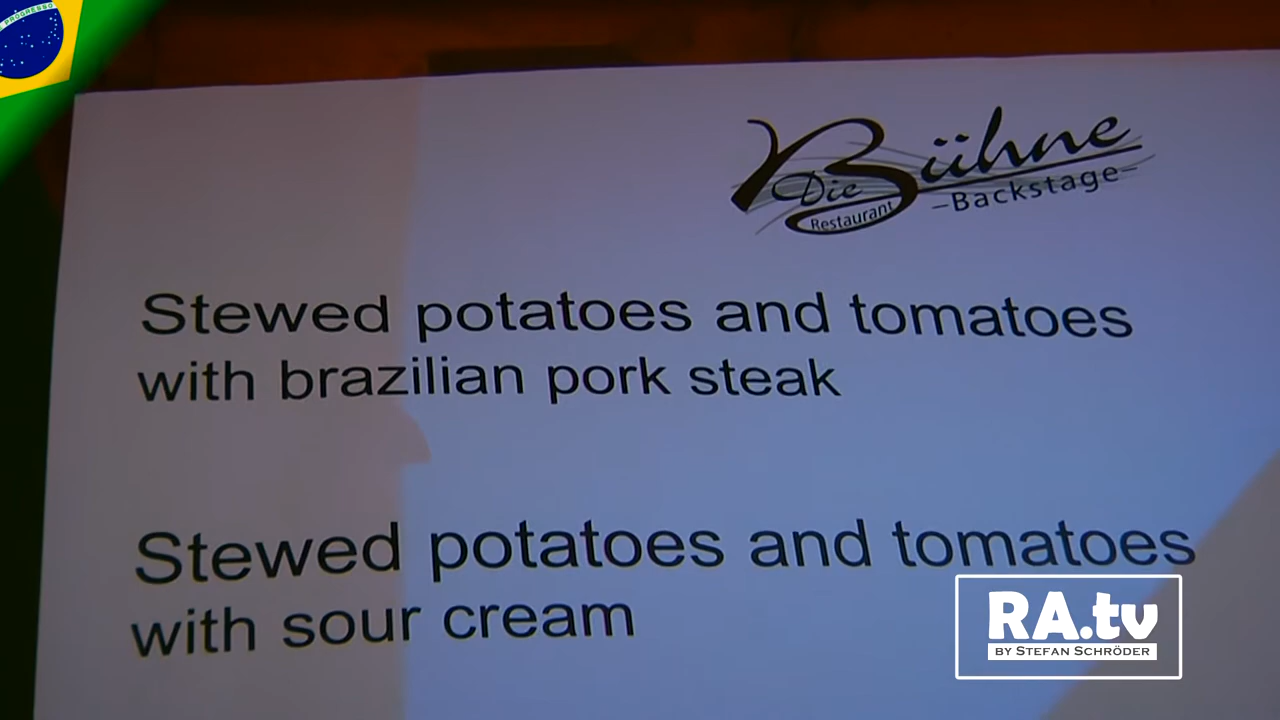 PROGRESSO
Die Bühne
Restaurant
-Backstage-
Stewed potatoes and tomatoes
with brazilian pork steak
Stewed potatoes and tomatoes
with sour cream
RA.tv
BY STEFAN SCHRÖDER